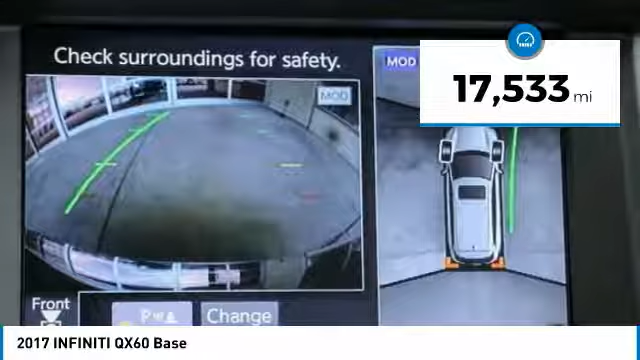 Check surroundings for safety.
MOD
MOD
17,533 mi
Front
Change
2017 INFINITI QX60 Base